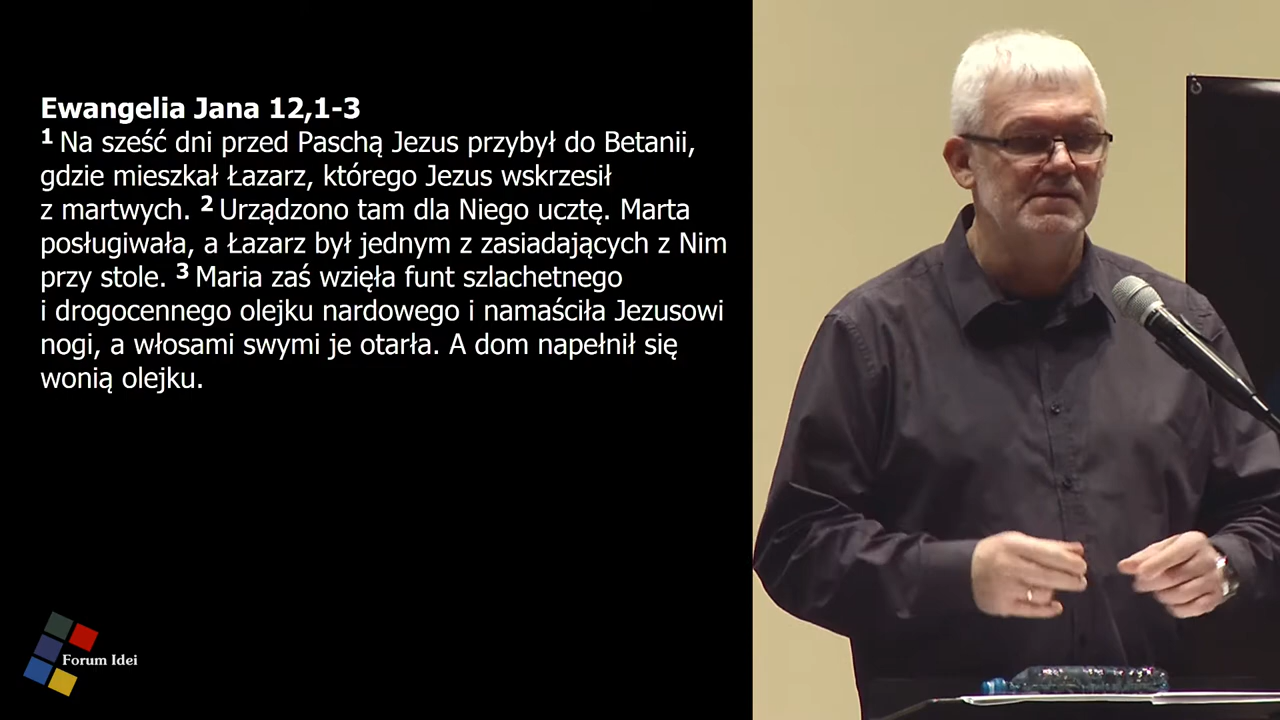 Ewangelia Jana 12,1-3
1 Na sześć dni przed Paschą Jezus przybył do Betanii,
gdzie mieszkał Łazarz, którego Jezus wskrzesił
z martwych. 2 Urządzono tam dla Niego ucztę. Marta
posługiwała, a Łazarz był jednym z zasiadających z Nim
przy stole. 3 Maria zaś wzięła funt szlachetnego
i drogocennego olejku nardowego i namaściła Jezusowi
nogi, a włosami swymi je otarła. A dom napełnił się
wonią olejku.
Forum Idei